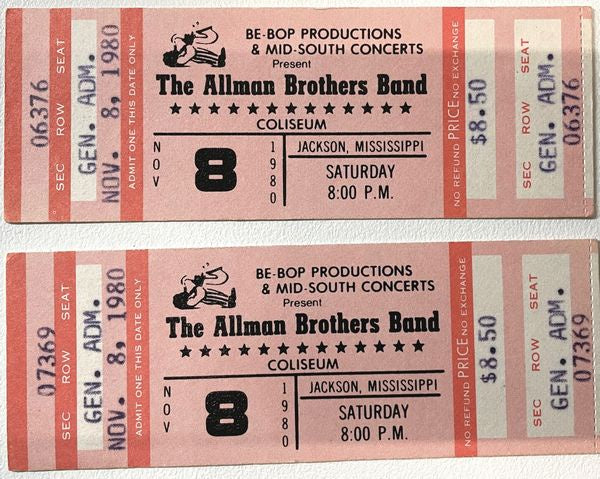 06376
SEC ROW SEAT
GEN. ADM.
NOV. 8, 1980
ADMIT ONE THIS DATE ONLY
BE-BOP PRODUCTIONS
& MID-SOUTH CONCERTS
Present
The Allman Brothers Band
COLISEUM
NOV
8
1980
JACKSON, MISSISSIPPI
SATURDAY
8:00 P.M.
NO REFUND PRICE NO EXCHANGE
$8.50
SEC ROW SEAT
GEN. ADM.
06376
07369
SEC ROW SEAT
GEN. ADM.
NOV. 8, 1980
ADMIT ONE THIS DATE ONLY
BE-BOP PRODUCTIONS
& MID-SOUTH CONCERTS
Present
The Allman Brothers Band
COLISEUM
NOV
8
1980
JACKSON, MISSISSIPPI
SATURDAY
8:00 P.M.
NO REFUND PRICE NO EXCHANGE
$8.50
SEC ROW SEAT
GEN. ADM.
07369